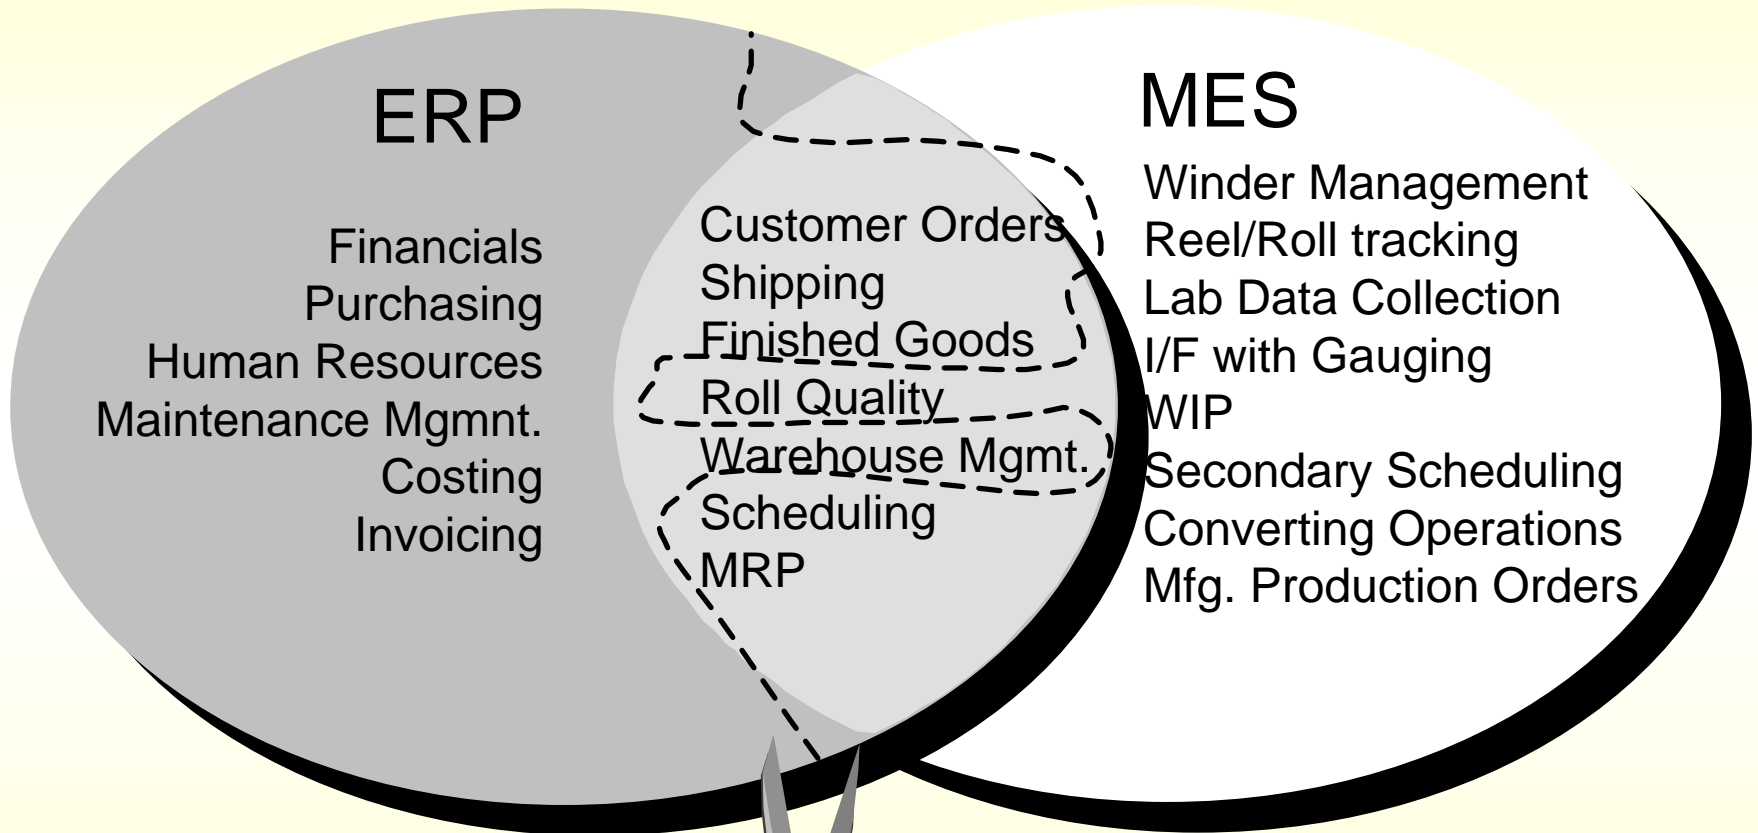 ERP
Financials
Purchasing
Human Resources
Maintenance Mgmnt.
Costing
Invoicing
Customer Orders
Shipping
Finished Goods
Roll Quality
Warehouse Mgmt.
Scheduling
MRP
MES
Winder Management
Reel/Roll tracking
Lab Data Collection
I/F with Gauging
WIP
Secondary Scheduling
Converting Operations
Mfg. Production Orders